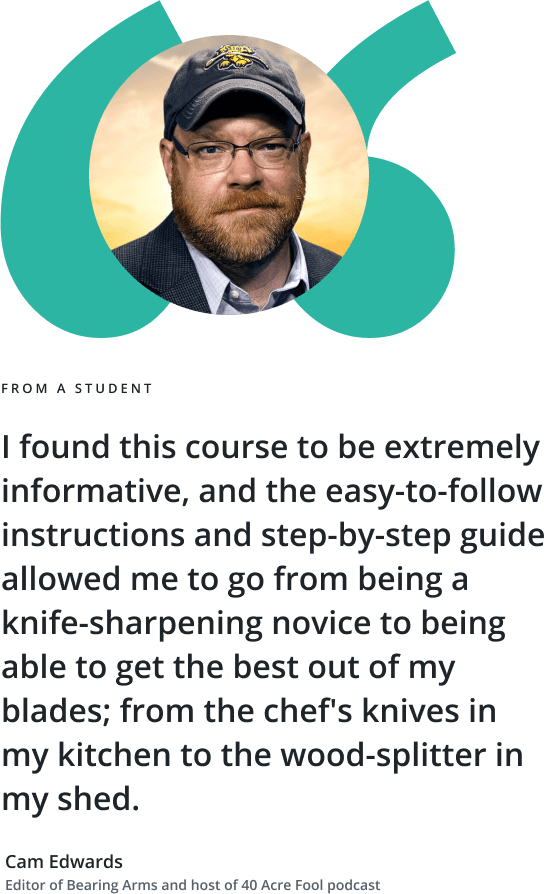 FROM A STUDENT
I found this course to be extremely
informative, and the easy-to-follow
instructions and step-by-step guide
allowed me to go from being a
knife-sharpening novice to being
able to get the best out of my
blades; from the chef's knives in
my kitchen to the wood-splitter in
my shed.
Cam Edwards
Editor of Bearing Arms and host of 40 Acre Fool podcast